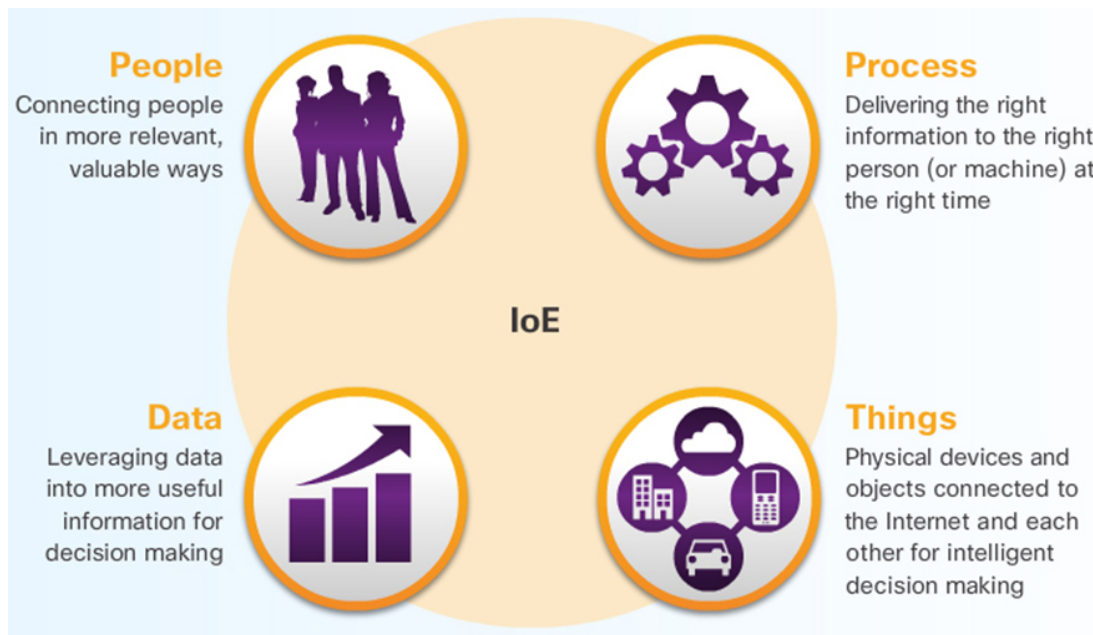 People
Connecting people
in more relevant,
valuable ways
Process
Delivering the right
information to the right
person (or machine) at
the right time
IoE
Data
Leveraging data
into more useful
information for
decision making
Things
Physical devices and
objects connected to
the Internet and each
other for intelligent
decision making